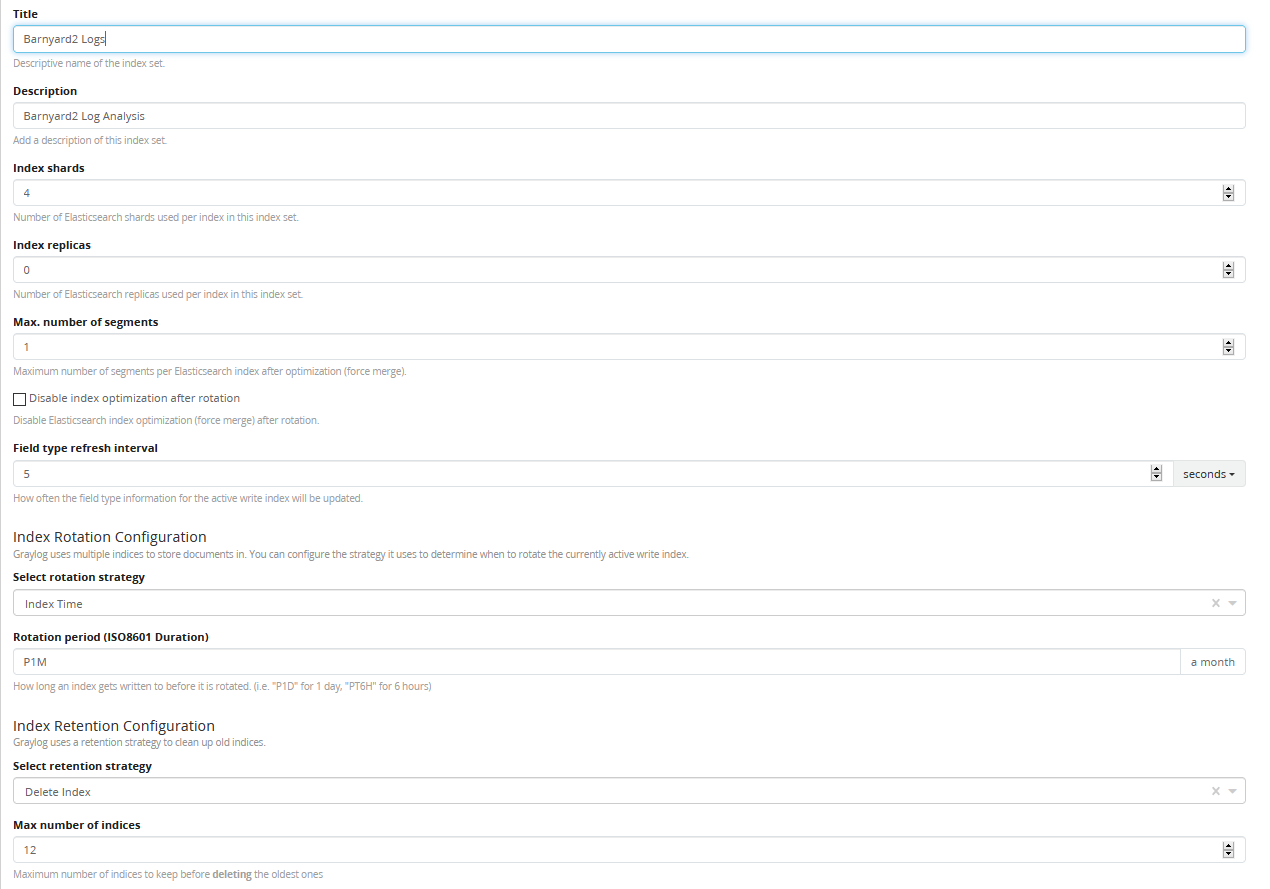 Title
Barnyard2 Logs
Descriptive name of the index set.
Description
Barnyard2 Log Analysis
Add a description of this index set.
Index shards
4
Number of Elasticsearch shards used per index in this index set.
Index replicas
0
Number of Elasticsearch replicas used per index in this index set.
Max. number of segments
1
Maximum number of segments per Elasticsearch index after optimization (force merge).
Disable index optimization after rotation
Disable Elasticsearch index optimization (force merge) after rotation.
Field type refresh interval
5 seconds
How often the field type information for the active write index will be updated.
Index Rotation Configuration
Graylog uses multiple indices to store documents in. You can configure the strategy it uses to determine when to rotate the currently active write index.
Select rotation strategy
Index Time
Rotation period (ISO8601 Duration)
P1M a month
How long an index gets written to before it is rotated. (i.e. "P1D" for 1 day, "PT6H" for 6 hours)
Index Retention Configuration
Graylog uses a retention strategy to clean up old indices.
Select retention strategy
Delete Index
Max number of indices
12
Maximum number of indices to keep before deleting the oldest ones